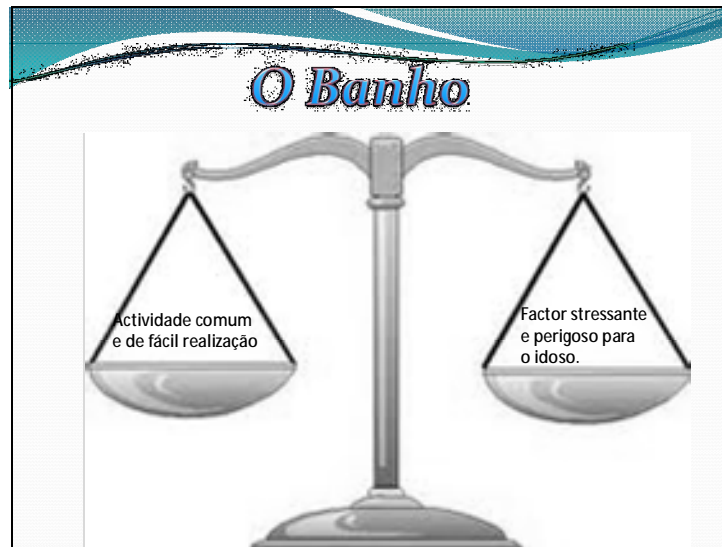 O Banho
Actividade comum
e de fácil realização
Factor stressante
e perigoso para
o idoso.